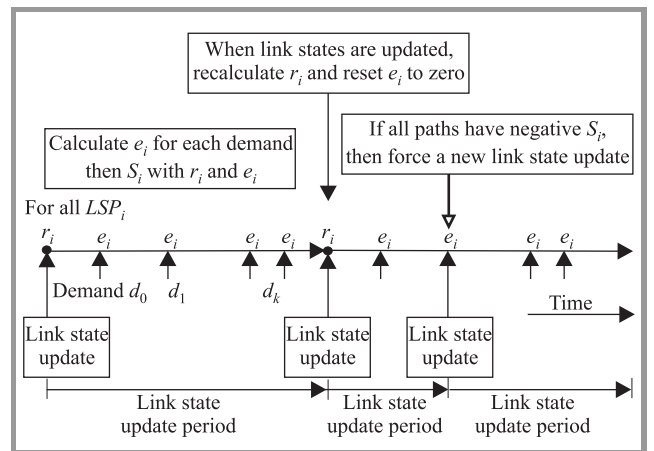 When link states are updated,
recalculate r_i and reset e_i to zero
Calculate e_i for each demand
then S_i with r_i and e_i
If all paths have negative S_i,
then force a new link state update
For all LSP_i
r_i e_i e_i e_i e_i r_i e_i e_i e_i e_i
Demand d_0 d_1 d_k
Time
Link state
update
Link state
update
Link state
update
Link state
update period
Link state
update period
Link state
update period